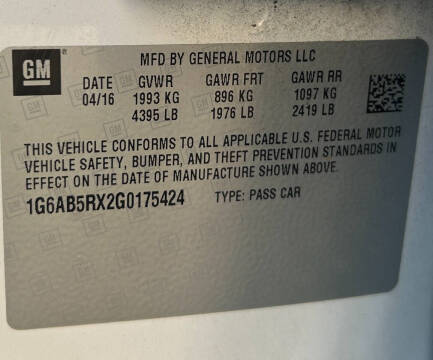 GM
MFD BY GENERAL MOTORS LLC
DATE GVWR GAWR FRT GAWR RR
04/16 1993 KG 896 KG 1097 KG
4395 LB 1976 LB 2419 LB
THIS VEHICLE CONFORMS TO ALL APPLICABLE U.S. FEDERAL MOTOR
VEHICLE SAFETY, BUMPER, AND THEFT PREVENTION STANDARDS IN
EFFECT ON THE DATE OF MANUFACTURE SHOWN ABOVE.
1G6AB5RX2G0175424 TYPE: PASS CAR